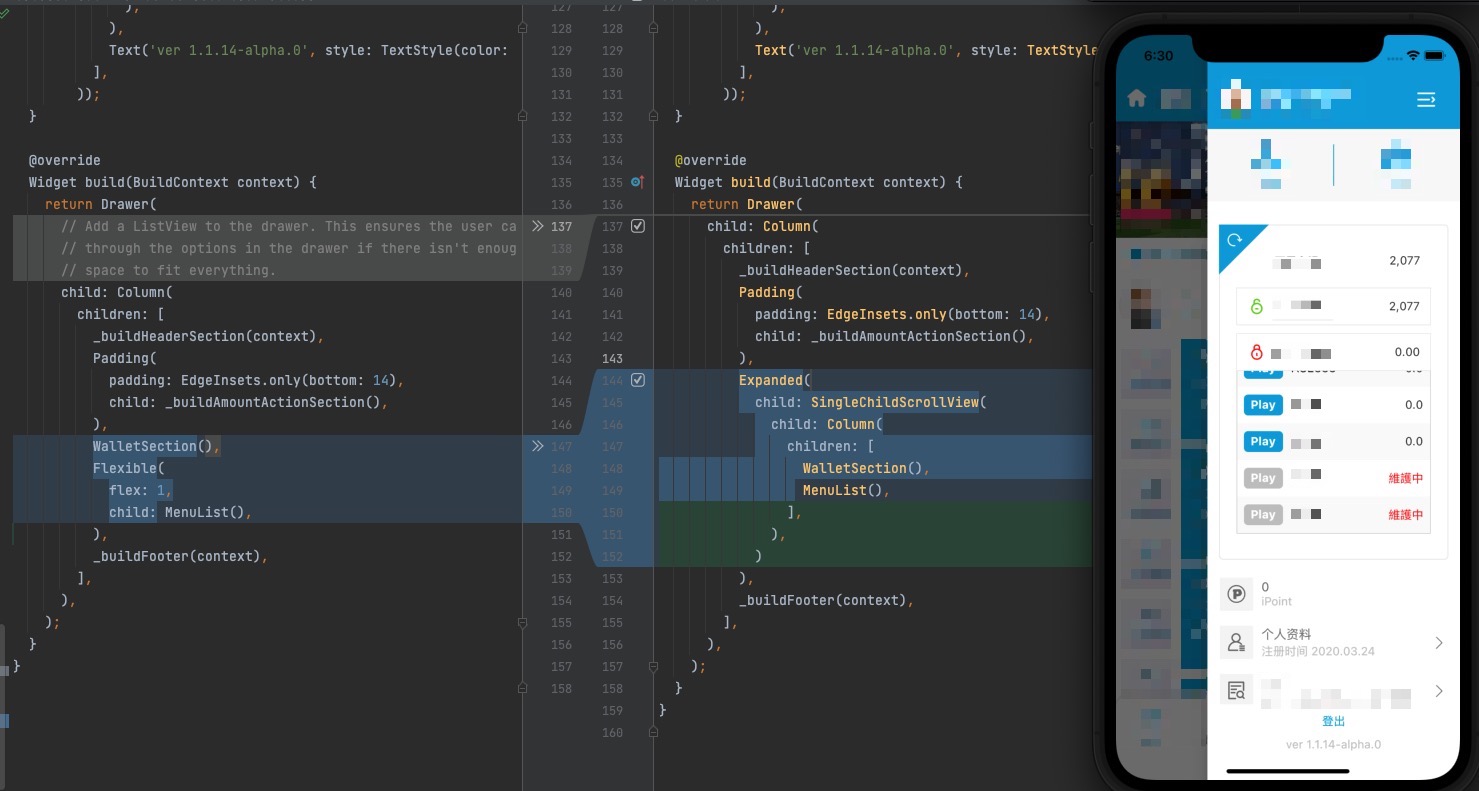 127
),
128
),
129
Text('ver 1.1.14-alpha.0', style: TextStyle(color:
130
],
131
));
132
}
133
134
@override
135
Widget build(BuildContext context) {
136
return Drawer(
137
// Add a ListView to the drawer. This ensures the user ca
138
// through the options in the drawer if there isn't enoug
139
// space to fit everything.
140
child: Column(
141
children: [
142
_buildHeaderSection(context),
143
Padding(
144
padding: EdgeInsets.only(bottom: 14),
145
child: _buildAmountActionSection(),
146
),
147
WalletSection(),
148
Flexible(
149
flex: 1,
150
child: MenuList(),
151
),
152
_buildFooter(context),
153
],
154
),
155
);
156
}
157
}
158
127
),
128
),
129
Text('ver 1.1.14-alpha.0', style: TextStyle
130
],
131
));
132
}
133
134
@override
135
Widget build(BuildContext context) {
136
return Drawer(
137
child: Column(
138
children: [
139
_buildHeaderSection(context),
140
Padding(
141
padding: EdgeInsets.only(bottom: 14),
142
child: _buildAmountActionSection(),
143
),
144
Expanded(
145
child: SingleChildScrollView(
146
child: Column(
147
children: [
148
WalletSection(),
149
MenuList(),
150
],
151
),
152
)
153
),
154
_buildFooter(context),
155
],
156
),
157
);
158
}
159
}
160
6:30
2,077
2,077
0.00
Play
Play 0.0
Play 0.0
Play 維護中
Play 維護中
0
iPoint
个人资料
注册时间 2020.03.24
登出
ver 1.1.14-alpha.0